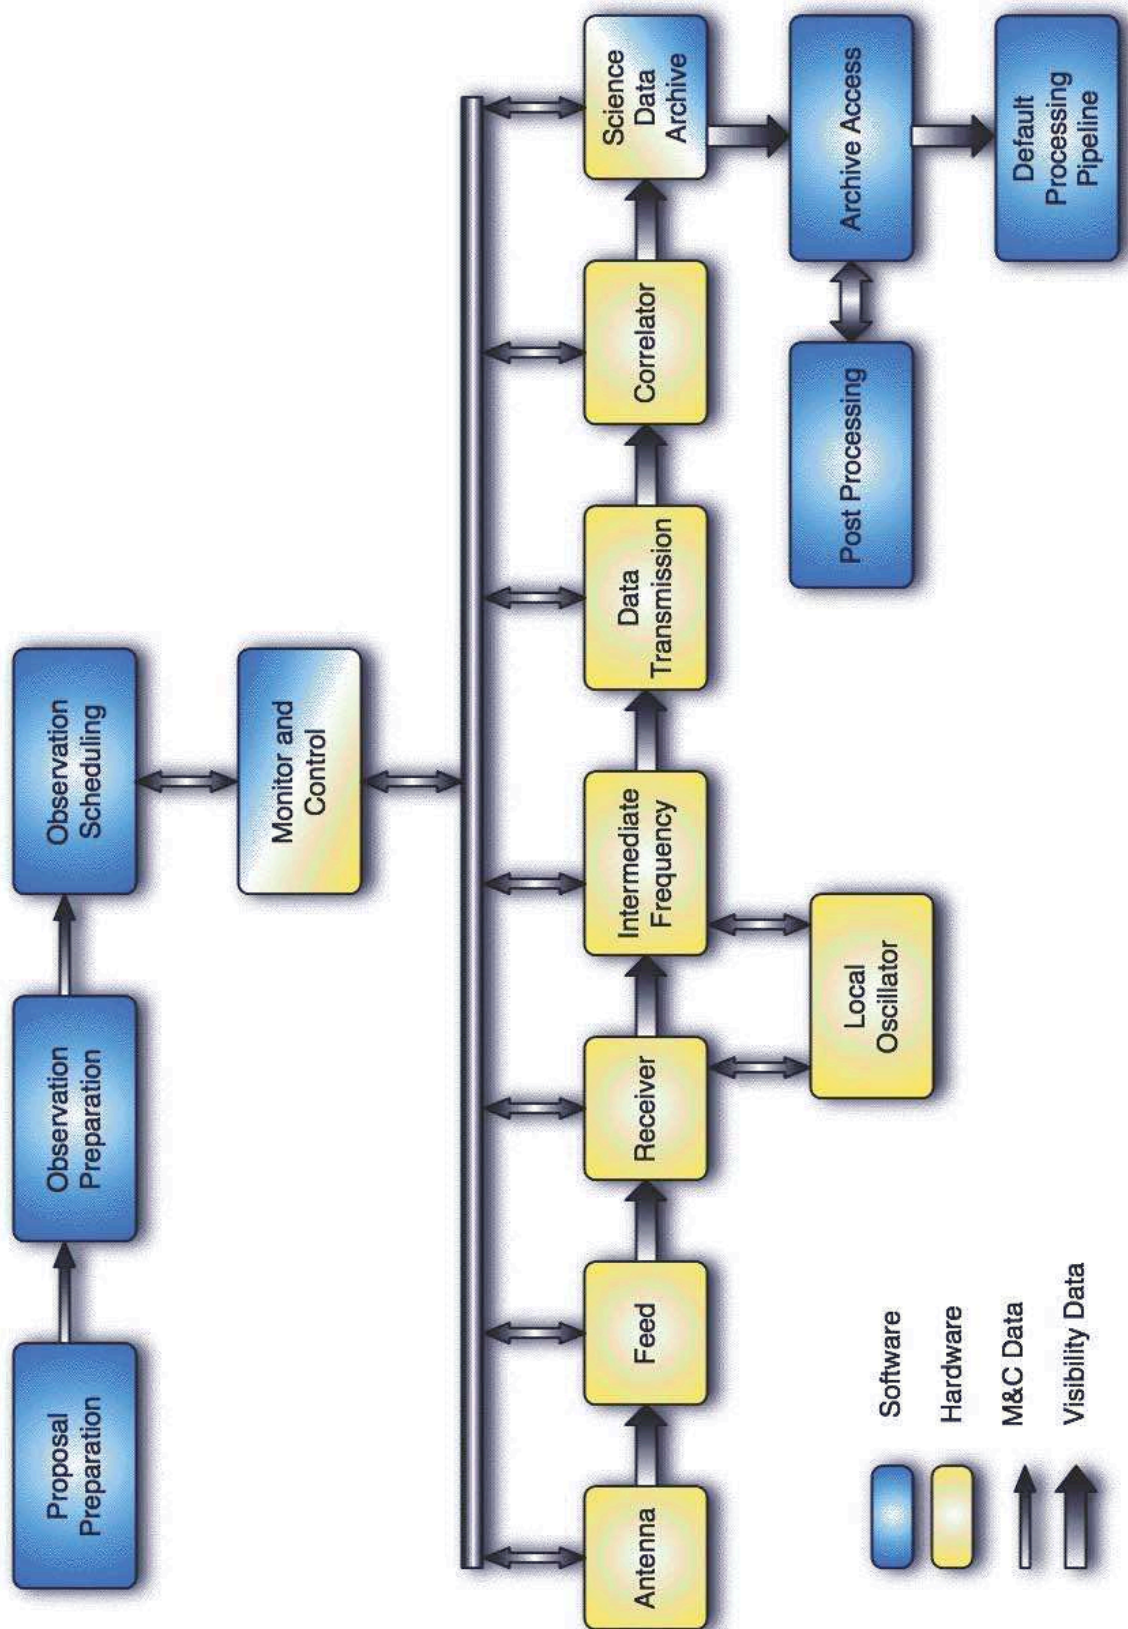 Proposal
Preparation
Observation
Preparation
Observation
Scheduling
Monitor and
Control
Antenna
Feed
Receiver
Intermediate
Frequency
Data
Transmission
Correlator
Science
Data
Archive
Local
Oscillator
Post Processing
Archive Access
Default
Processing
Pipeline
Software
Hardware
M&C Data
Visibility Data